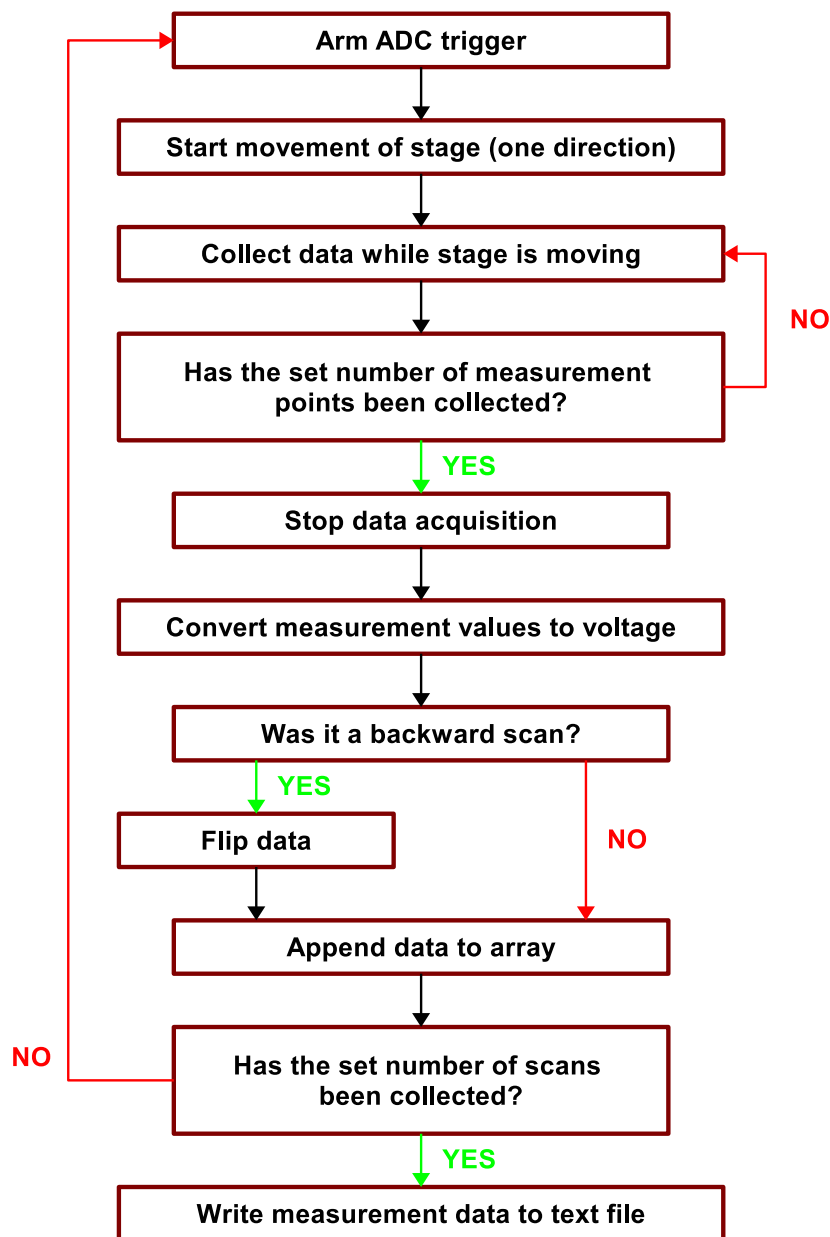 Arm ADC trigger
Start movement of stage (one direction)
Collect data while stage is moving
NO
Has the set number of measurement
points been collected?
YES
Stop data acquisition
Convert measurement values to voltage
Was it a backward scan?
YES
Flip data
NO
Append data to array
NO
Has the set number of scans
been collected?
YES
Write measurement data to text file